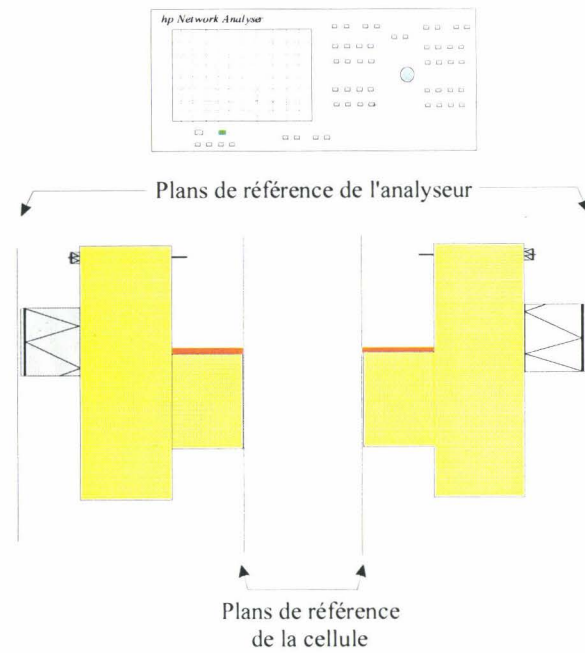 hp Network Analyser
Plans de référence de l'analyseur
Plans de référence
de la cellule